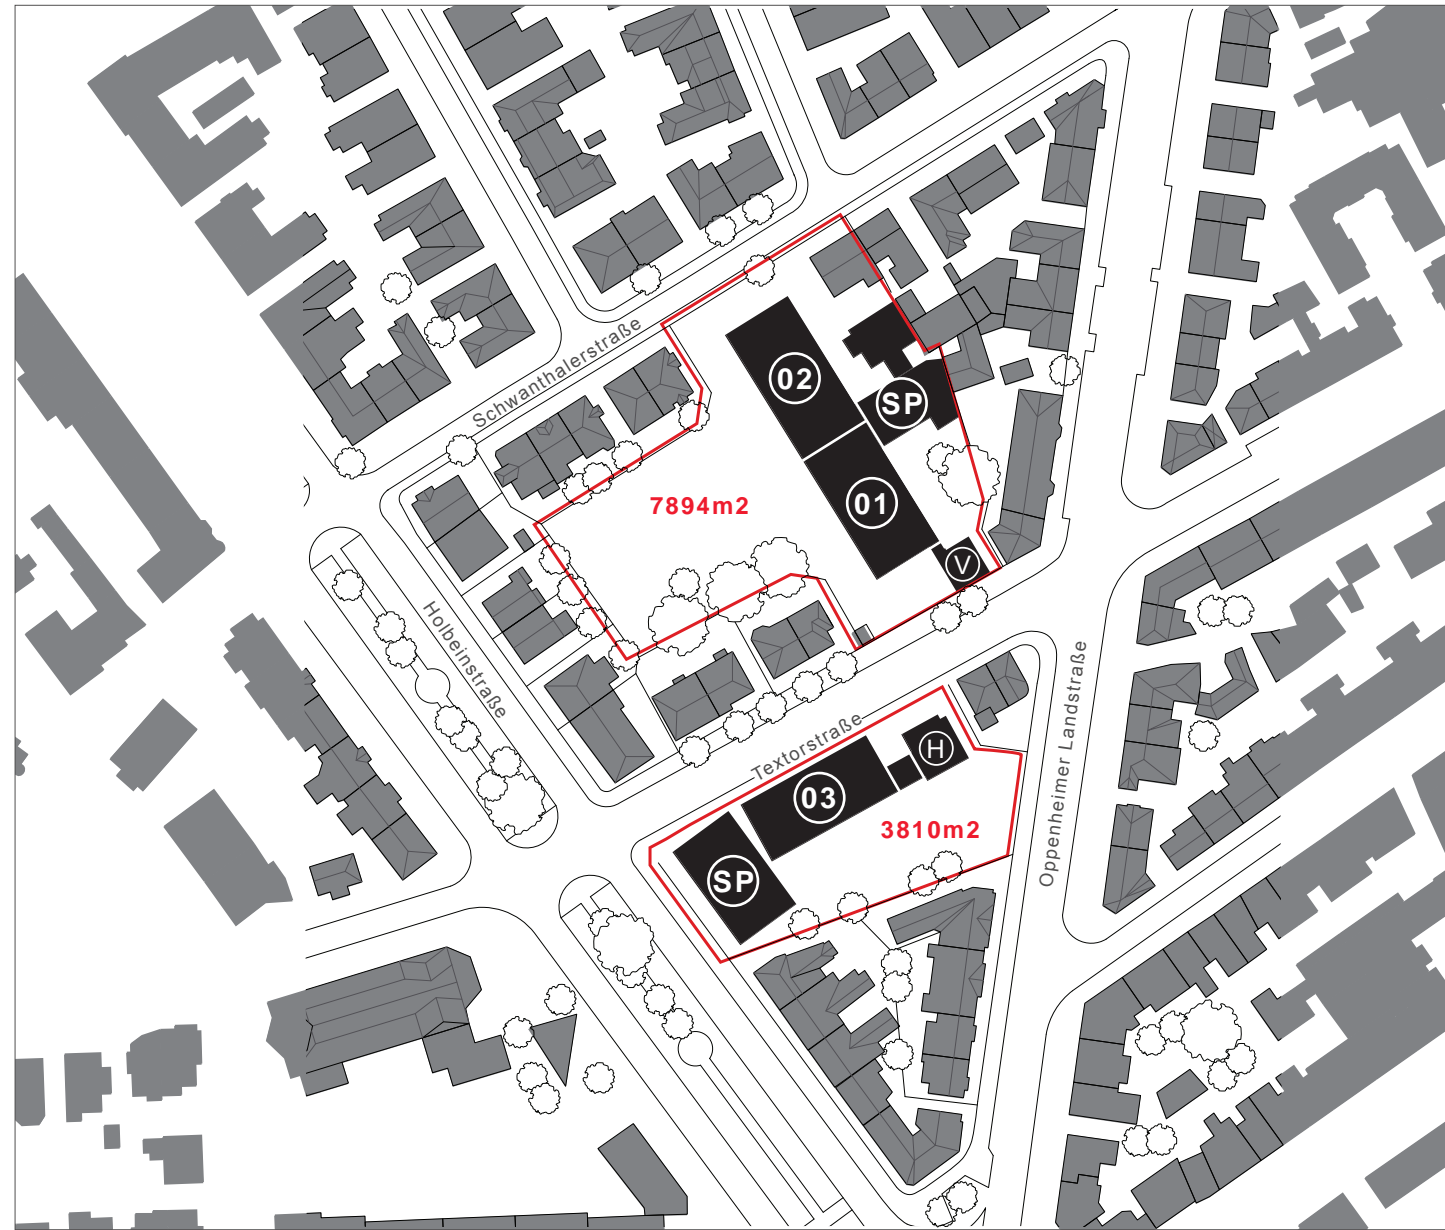 Schwanthalerstraße
02
SP
01
7894m2
V
Holbeinstraße
Textorstraße
H
03
3810m2
SP
Oppenheimer Landstraße